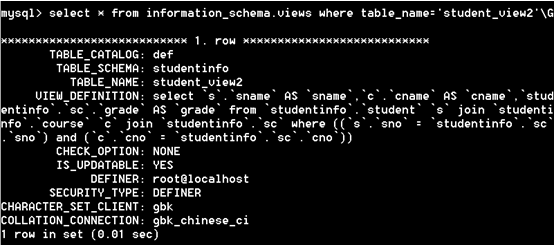 mysql> select * from information_schema.views where table_name='student_view2'\G
*************************** 1. row ***************************
TABLE_CATALOG: def
TABLE_SCHEMA: studentinfo
TABLE_NAME: student_view2
VIEW_DEFINITION: select `s`.`sname` AS `sname`,`c`.`cname` AS `cname`,`stud
entinfo`.`sc`.`grade` AS `grade` from `studentinfo`.`student` `s` join `studenti
nfo`.`course` `c` join `studentinfo`.`sc` where ((`s`.`sno` = `studentinfo`.`sc`
.`sno`) and (`c`.`cno` = `studentinfo`.`sc`.`cno`))
CHECK_OPTION: NONE
IS_UPDATABLE: YES
DEFINER: root@localhost
SECURITY_TYPE: DEFINER
CHARACTER_SET_CLIENT: gbk
COLLATION_CONNECTION: gbk_chinese_ci
1 row in set (0.01 sec)